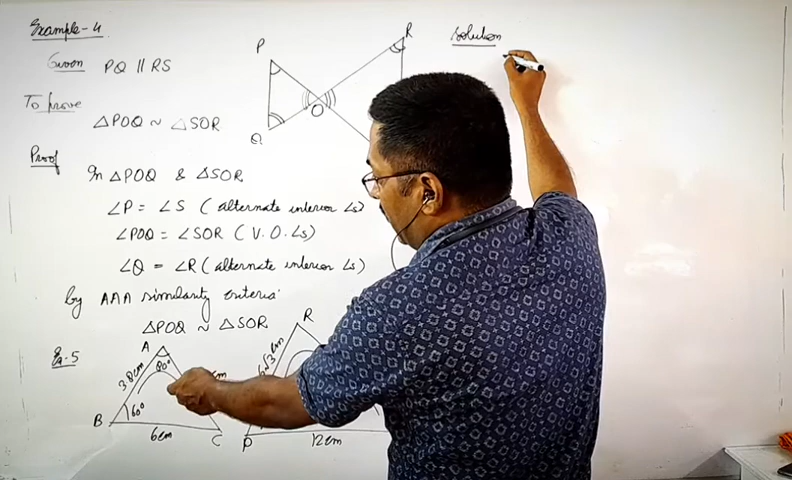 Example-4
Given PQ || RS
To prove
△POQ ~ △SOR
Proof
In △POQ & △SOR
∠P = ∠S ( alternate interior ∠s)
∠POQ = ∠SOR ( V.O.∠s)
∠Q = ∠R ( alternate interior ∠s)
by AAA similarity criteria
△POQ ~ △SOR
P
R
O
Q
Solution
Ex-5
A
3.8cm
80°
60°
B
6cm
C
cm
R
6√3cm
P
12cm